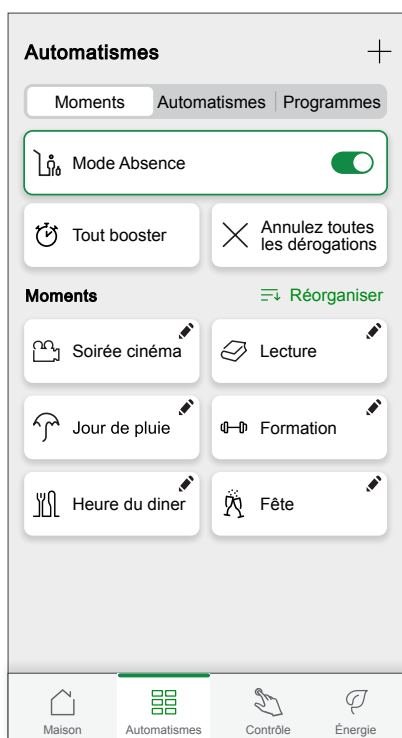 Automatismes
Moments Automatismes Programmes
Mode Absence
Tout booster
Annulez toutes
les dérogations
Moments
Réorganiser
Soirée cinéma
Lecture
Jour de pluie
Formation
Heure du diner
Fête
Maison
Automatismes
Contrôle
Énergie